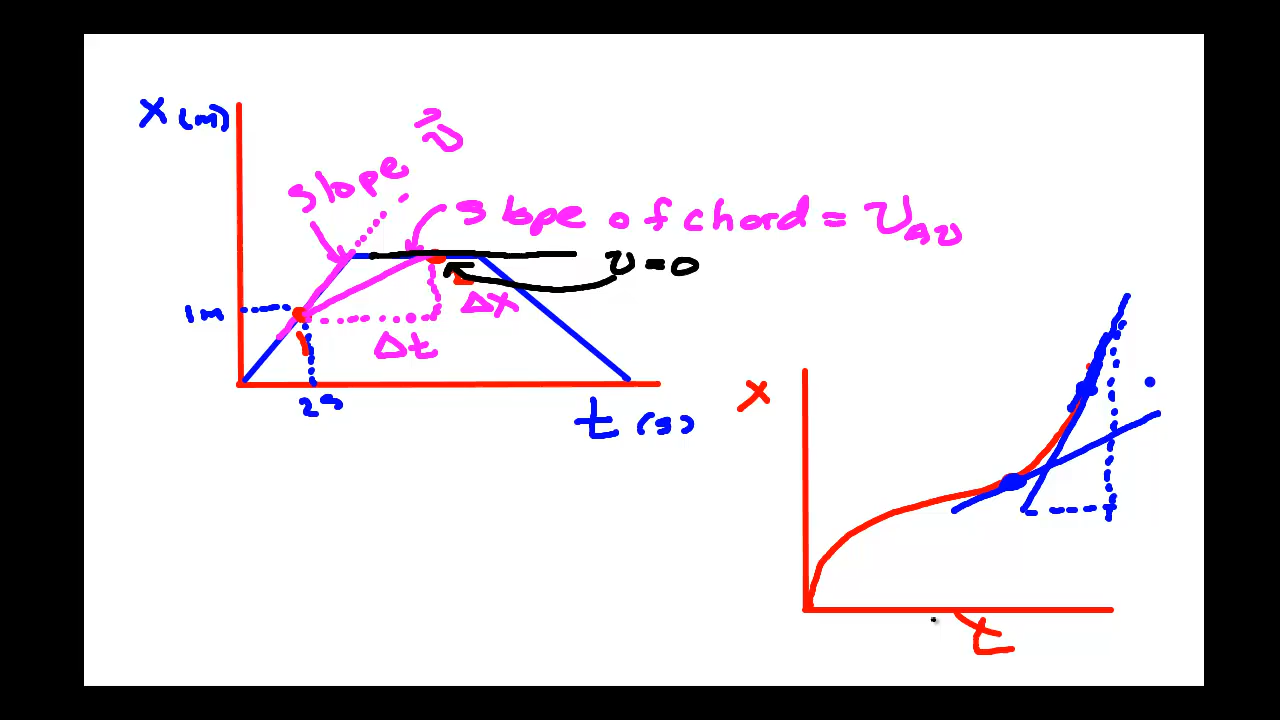 x (m)
slope v⃗
slope of chord = vAV
v = 0
1m
Δx
Δt
2s
t (s)
x
t